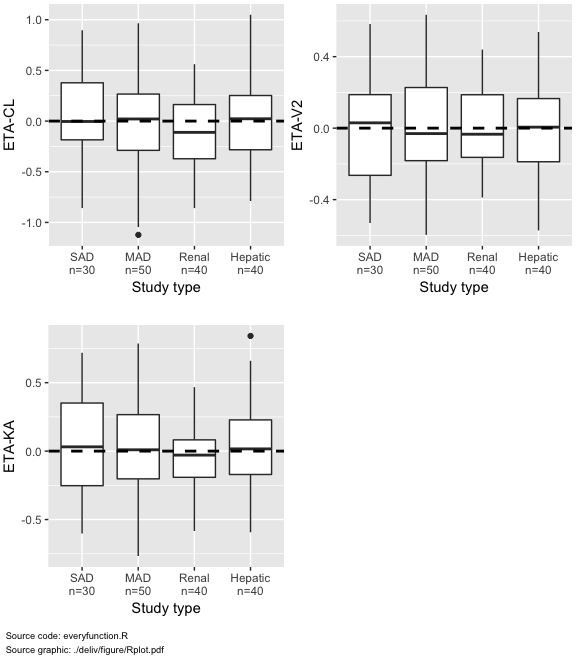 ETA-CL
1.0
0.5
0.0
-0.5
-1.0
SAD MAD Renal Hepatic
n=30 n=50 n=40 n=40
Study type
ETA-V2
0.4
0.0
-0.4
SAD MAD Renal Hepatic
n=30 n=50 n=40 n=40
Study type
ETA-KA
0.5
0.0
-0.5
SAD MAD Renal Hepatic
n=30 n=50 n=40 n=40
Study type
Source code: everyfunction.R
Source graphic: ./deliv/figure/Rplot.pdf